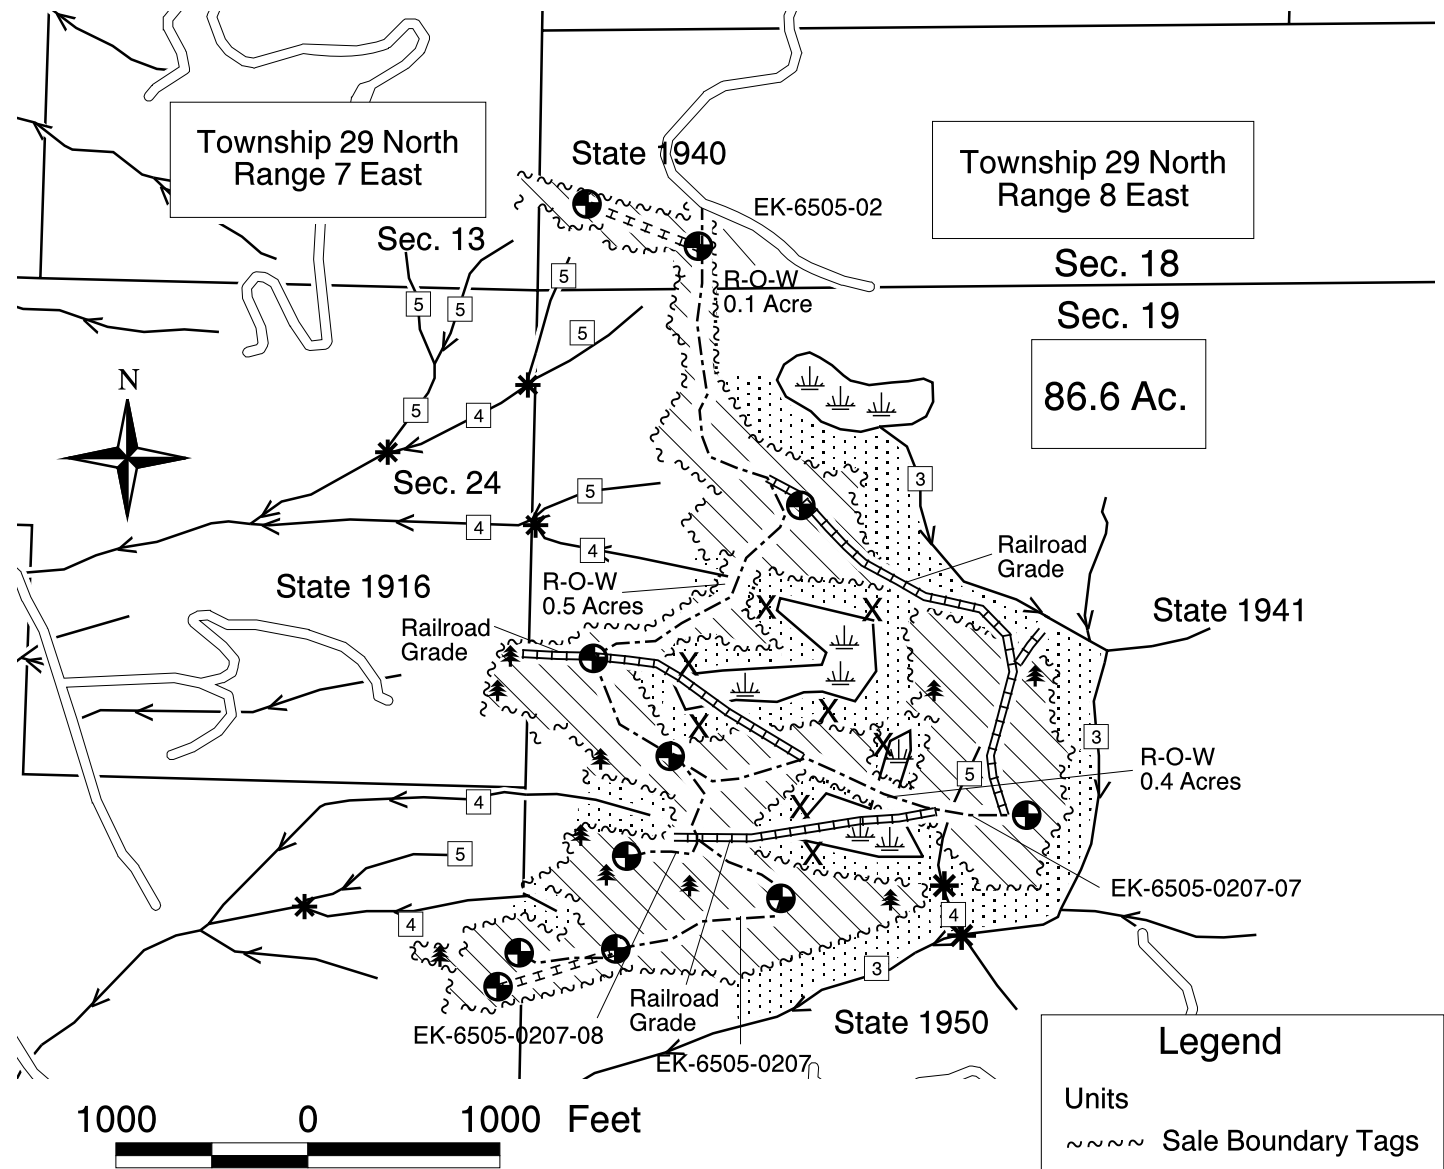 Township 29 North
Range 7 East
State 1940
Township 29 North
Range 8 East
EK-6505-02
Sec. 13
Sec. 18
5
R-O-W
0.1 Acre
5
5
Sec. 19
5
86.6 Ac.
N
5
4
3
Sec. 24
5
4
4
Railroad
Grade
R-O-W
0.5 Acres
State 1916
State 1941
Railroad
Grade
X
X
X
X
X
X
3
5
R-O-W
0.4 Acres
4
X
5
X
EK-6505-0207-07
4
4
3
Railroad
Grade
State 1950
EK-6505-0207-08
EK-6505-0207
Legend
Units
Sale Boundary Tags
1000 0 1000 Feet